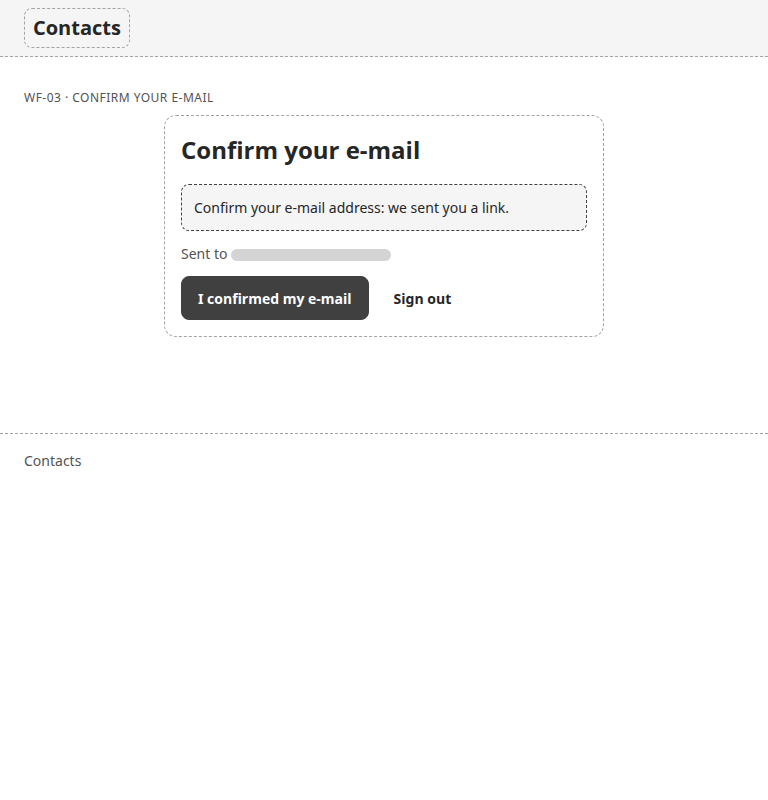 Contacts
WF-03 · CONFIRM YOUR E-MAIL
Confirm your e-mail
Confirm your e-mail address: we sent you a link.
Sent to
I confirmed my e-mail
Sign out
Contacts